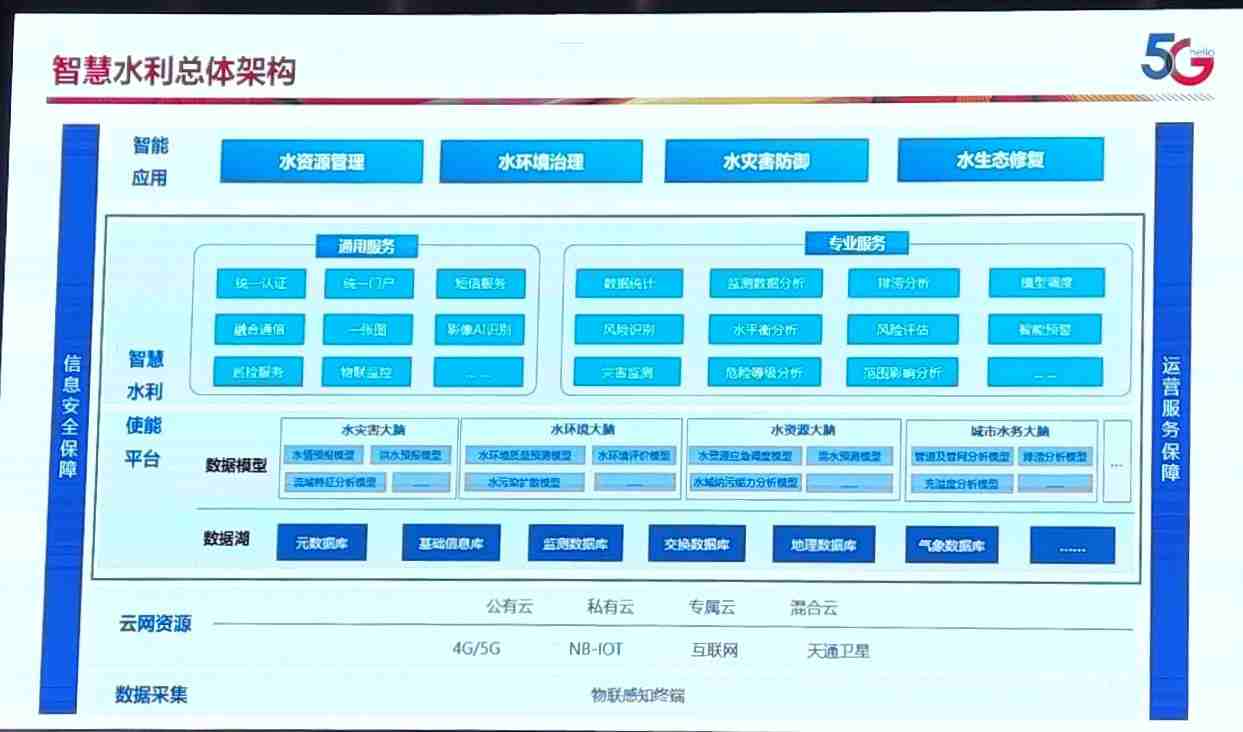 智慧水利总体架构
5G hello
智能
应用
水资源管理 水环境治理 水灾害防御 水生态修复
通用服务 专业服务
统一认证 统一门户 短信服务 数据统计 监测数据分析 排涝分析 模型调度
融合通信 一张图 影像AI识别 风险识别 水平衡分析 风险评估 智能预警
巡检服务 物联监控 ...... 灾害监测 危险等级分析 范围影响分析 ......
智慧
水利
使能
平台
信息安全保障
运营服务保障
数据模型
水灾害大脑 水环境大脑 水资源大脑 城市水务大脑
水情预报模型 洪水预报模型 水环境质量预测模型 水环境评价模型 水资源应急调度模型 需水预测模型 管道及管网分析模型 排涝分析模型 ...
流域特征分析模型 ...... 水污染扩散模型 ...... 水域纳污能力分析模型 ...... 充溢度分析模型 ......
数据湖 元数据库 基础信息库 监测数据库 交换数据库 地理数据库 气象数据库 ......
公有云 私有云 专属云 混合云
云网资源
4G/5G NB-IOT 互联网 天通卫星
数据采集 物联感知终端